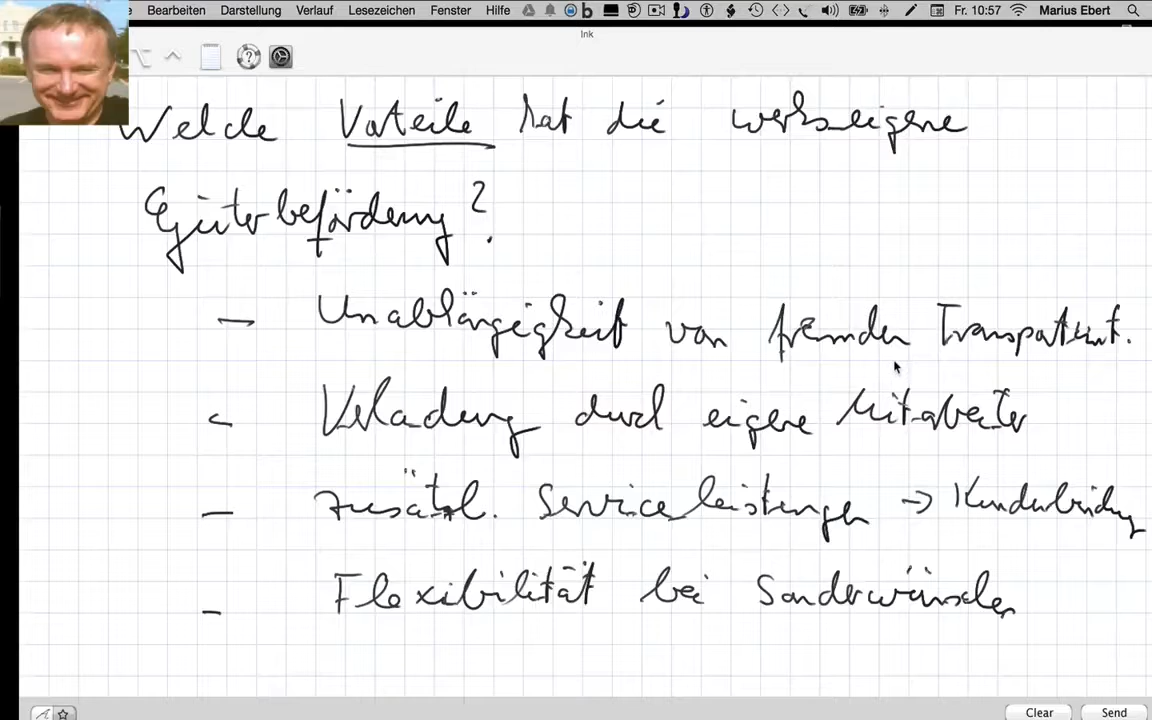 Bearbeiten Darstellung Verlauf Lesezeichen Fenster Hilfe Fr. 10:57 Marius Ebert
Ink
Welche Vorteile hat die werkseigene
Güterbeförderung?
– Unabhängigkeit von fremden Transportunt.
– Verladung durch eigene Mitarbeiter
– zusätzl. Serviceleistungen → Kundenbindung
– Flexibilität bei Sonderwünschen
Clear Send